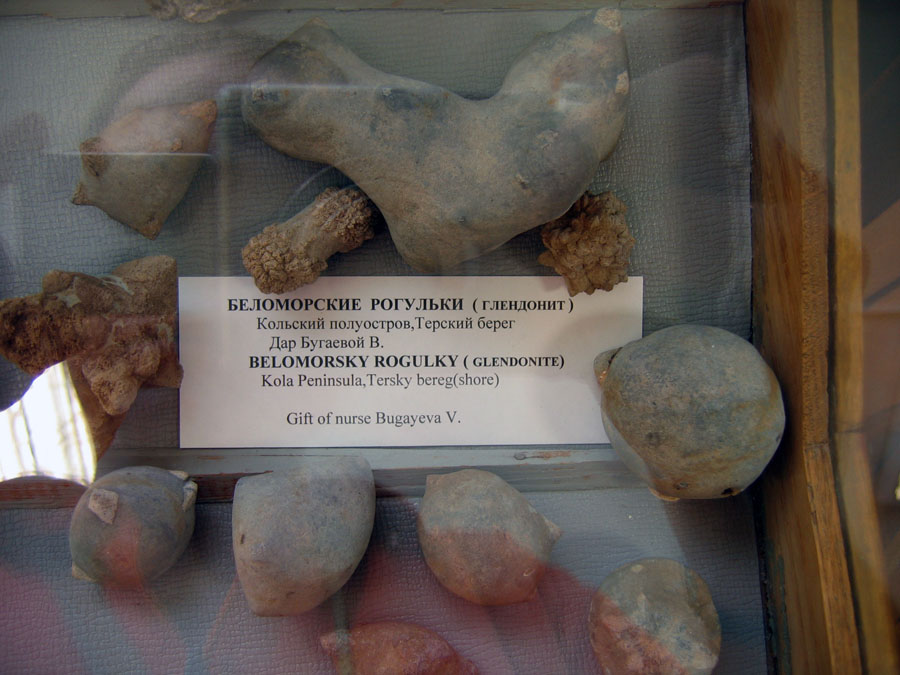 БЕЛОМОРСКИЕ РОГУЛЬКИ ( ГЛЕНДОНИТ )
Кольский полуостров,Терский берег
Дар Бугаевой В.
BELOMORSKY ROGULKY ( GLENDONITE)
Kola Peninsula,Tersky bereg(shore)
Gift of nurse Bugayeva V.